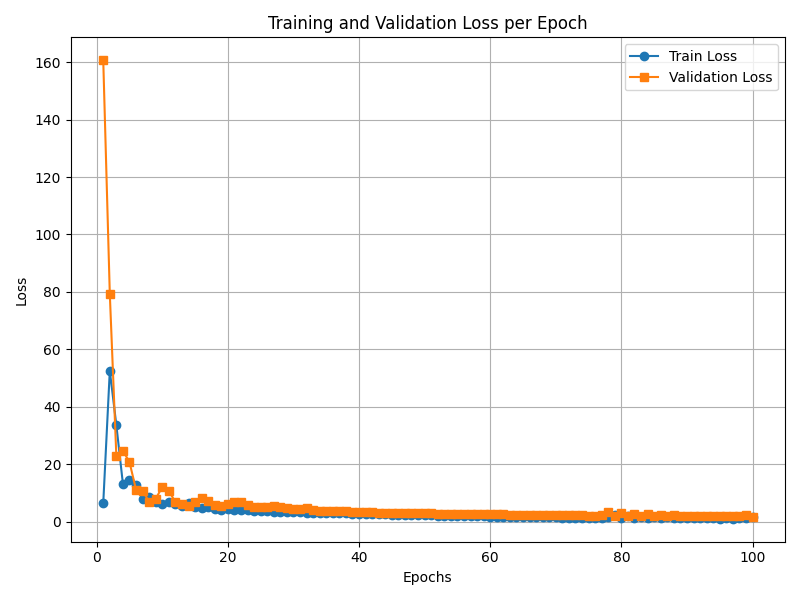 Training and Validation Loss per Epoch
Train Loss
Validation Loss
Loss
160
140
120
100
80
60
40
20
0
0 20 40 60 80 100
Epochs